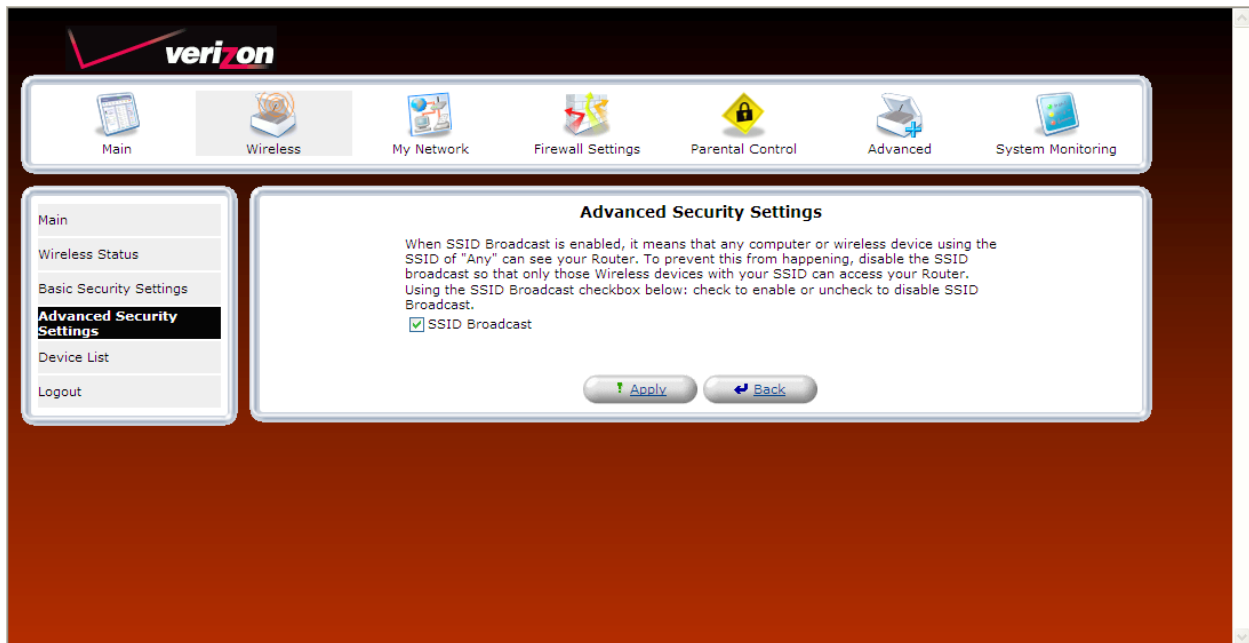 verizon
Main
Wireless
My Network
Firewall Settings
Parental Control
Advanced
System Monitoring
Main
Wireless Status
Basic Security Settings
Advanced Security
Settings
Device List
Logout
Advanced Security Settings
When SSID Broadcast is enabled, it means that any computer or wireless device using the
SSID of "Any" can see your Router. To prevent this from happening, disable the SSID
broadcast so that only those Wireless devices with your SSID can access your Router.
Using the SSID Broadcast checkbox below: check to enable or uncheck to disable SSID
Broadcast.
SSID Broadcast
Apply
Back